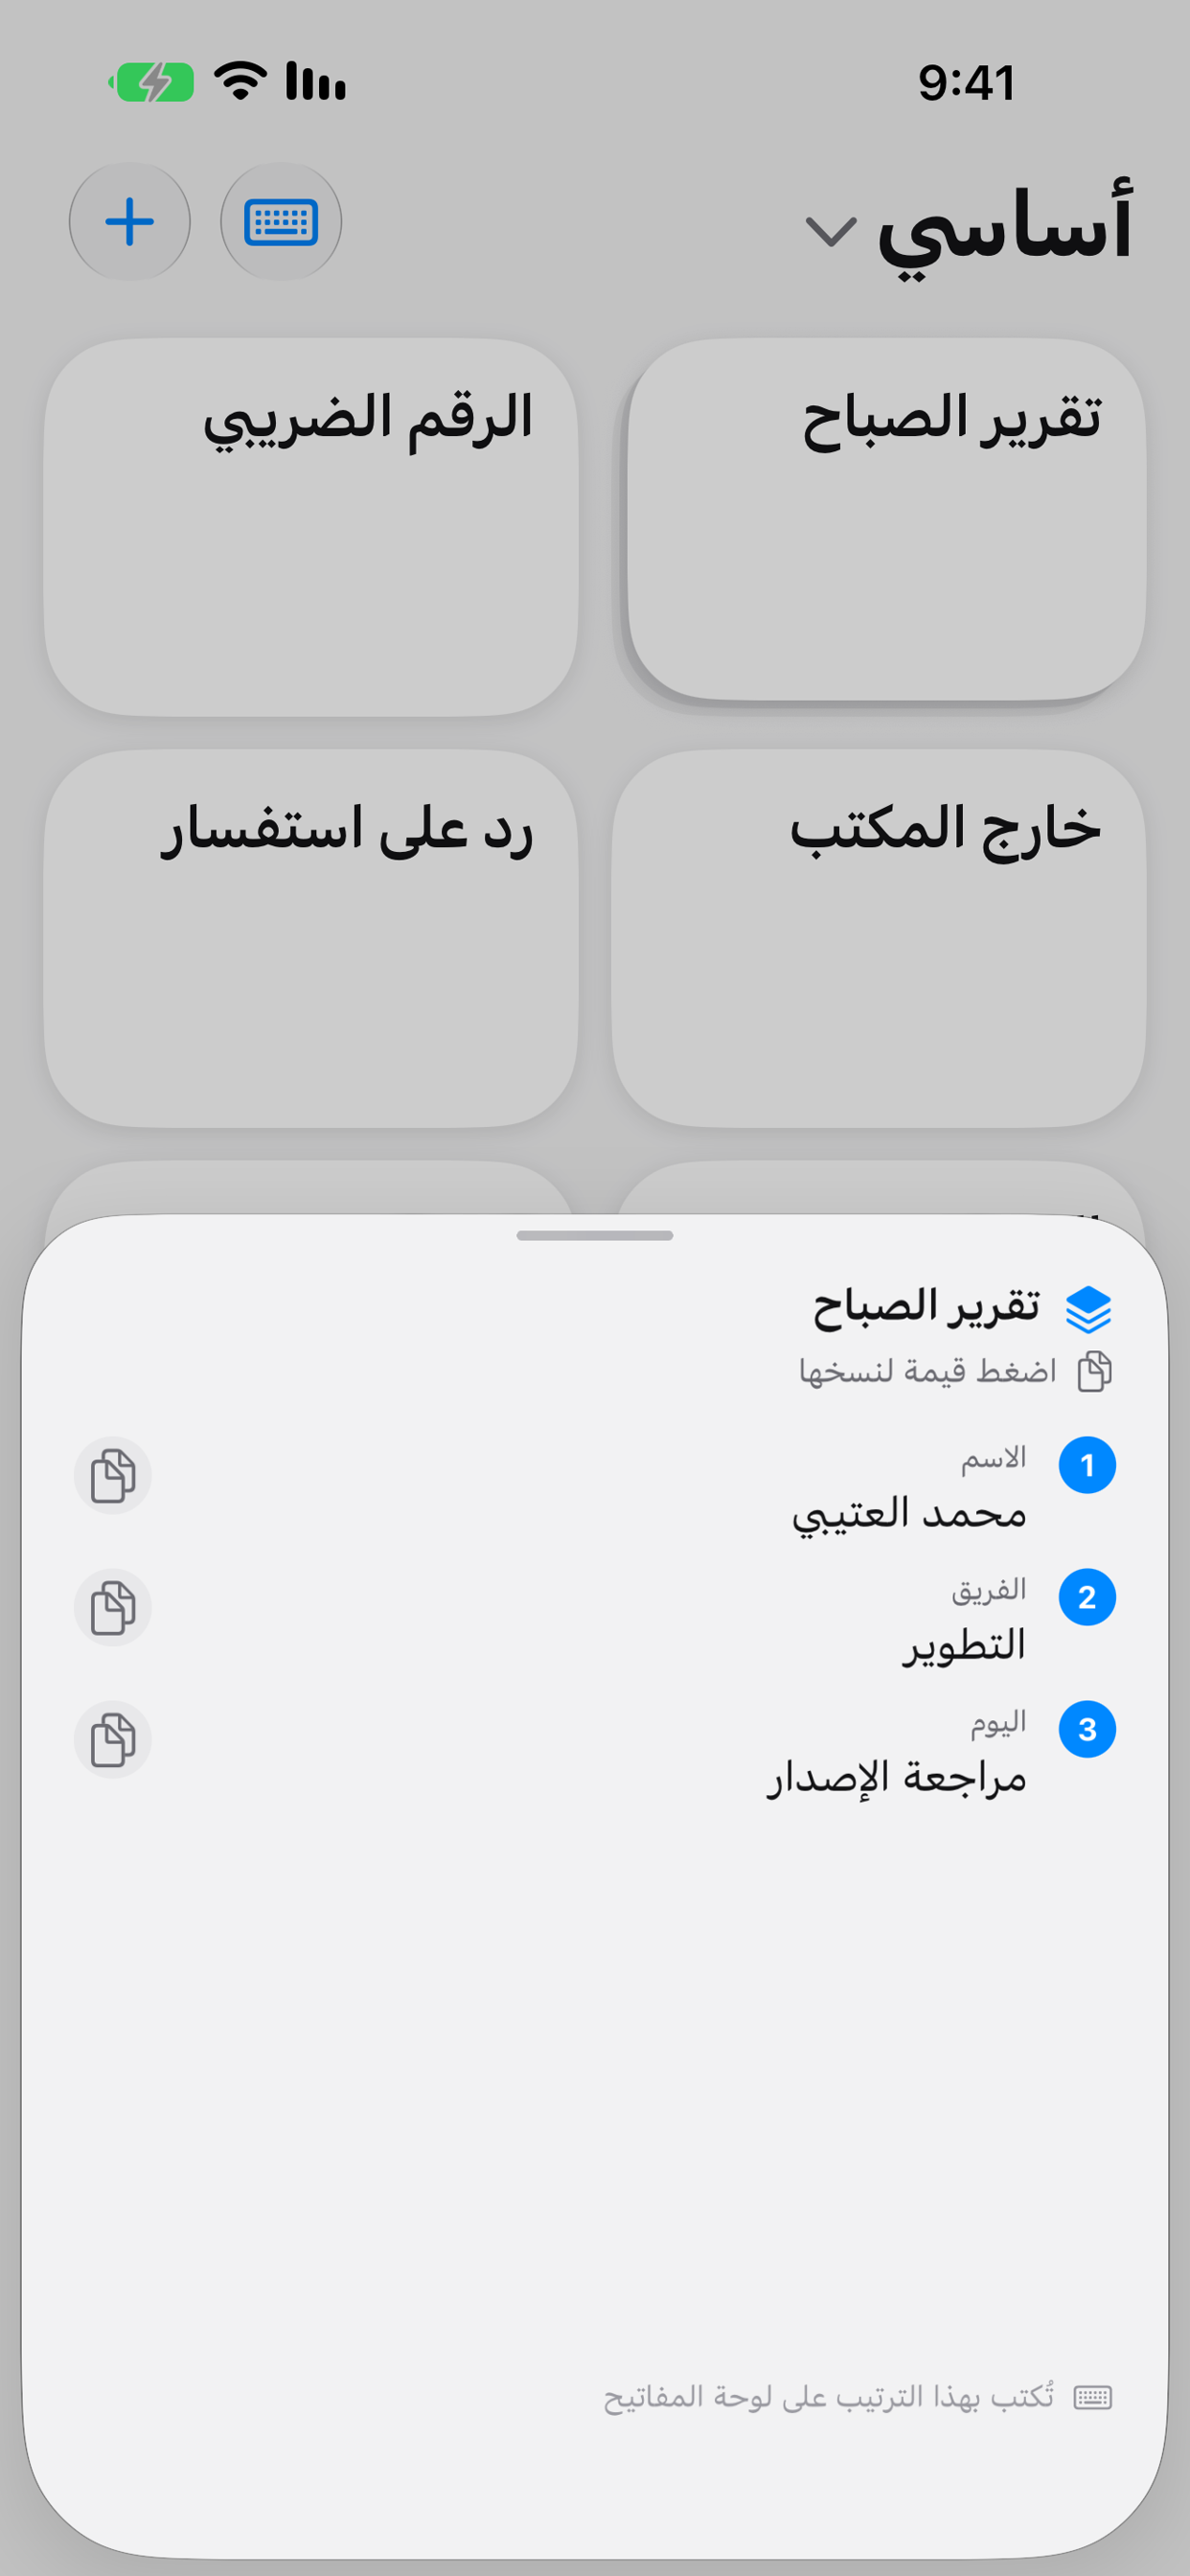 9:41
أساسي
تقرير الصباح
الرقم الضريبي
خارج المكتب
رد على استفسار
تقرير الصباح
اضغط قيمة لنسخها
1
الاسم
محمد العتيبي
2
الفريق
التطوير
3
اليوم
مراجعة الإصدار
تُكتب بهذا الترتيب على لوحة المفاتيح